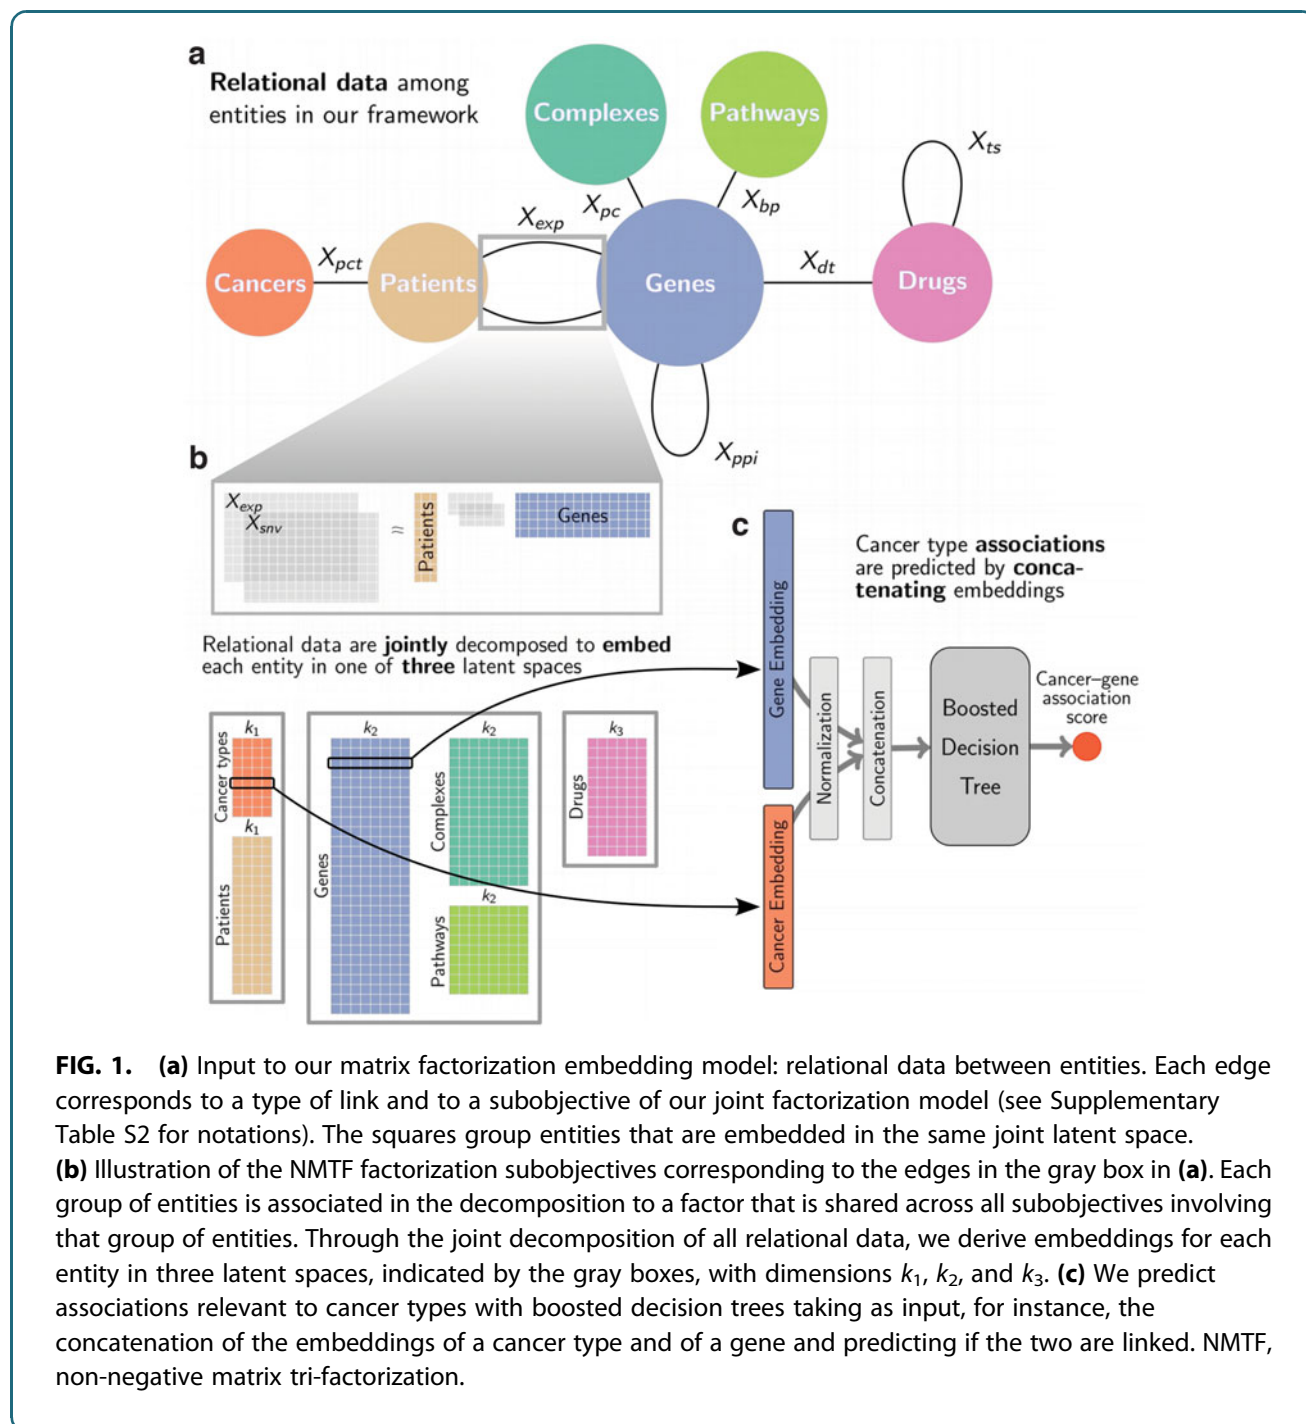 a
Relational data among
entities in our framework
Complexes
Pathways
X_ts
X_pc
X_bp
X_exp
X_pct
X_dt
Cancers
Patients
Genes
Drugs
X_ppi
b
X_exp
X_snv
≈
Patients
Genes
Relational data are jointly decomposed to embed
each entity in one of three latent spaces
k1
Cancer types
k1
Patients
k2
Genes
k2
Complexes
k2
Pathways
k3
Drugs
c
Cancer type associations
are predicted by conca-
tenating embeddings
Gene Embedding
Cancer Embedding
Normalization
Concatenation
Boosted
Decision
Tree
Cancer–gene
association
score
FIG. 1. (a) Input to our matrix factorization embedding model: relational data between entities. Each edge
corresponds to a type of link and to a subobjective of our joint factorization model (see Supplementary
Table S2 for notations). The squares group entities that are embedded in the same joint latent space.
(b) Illustration of the NMTF factorization subobjectives corresponding to the edges in the gray box in (a). Each
group of entities is associated in the decomposition to a factor that is shared across all subobjectives involving
that group of entities. Through the joint decomposition of all relational data, we derive embeddings for each
entity in three latent spaces, indicated by the gray boxes, with dimensions k1, k2, and k3. (c) We predict
associations relevant to cancer types with boosted decision trees taking as input, for instance, the
concatenation of the embeddings of a cancer type and of a gene and predicting if the two are linked. NMTF,
non-negative matrix tri-factorization.